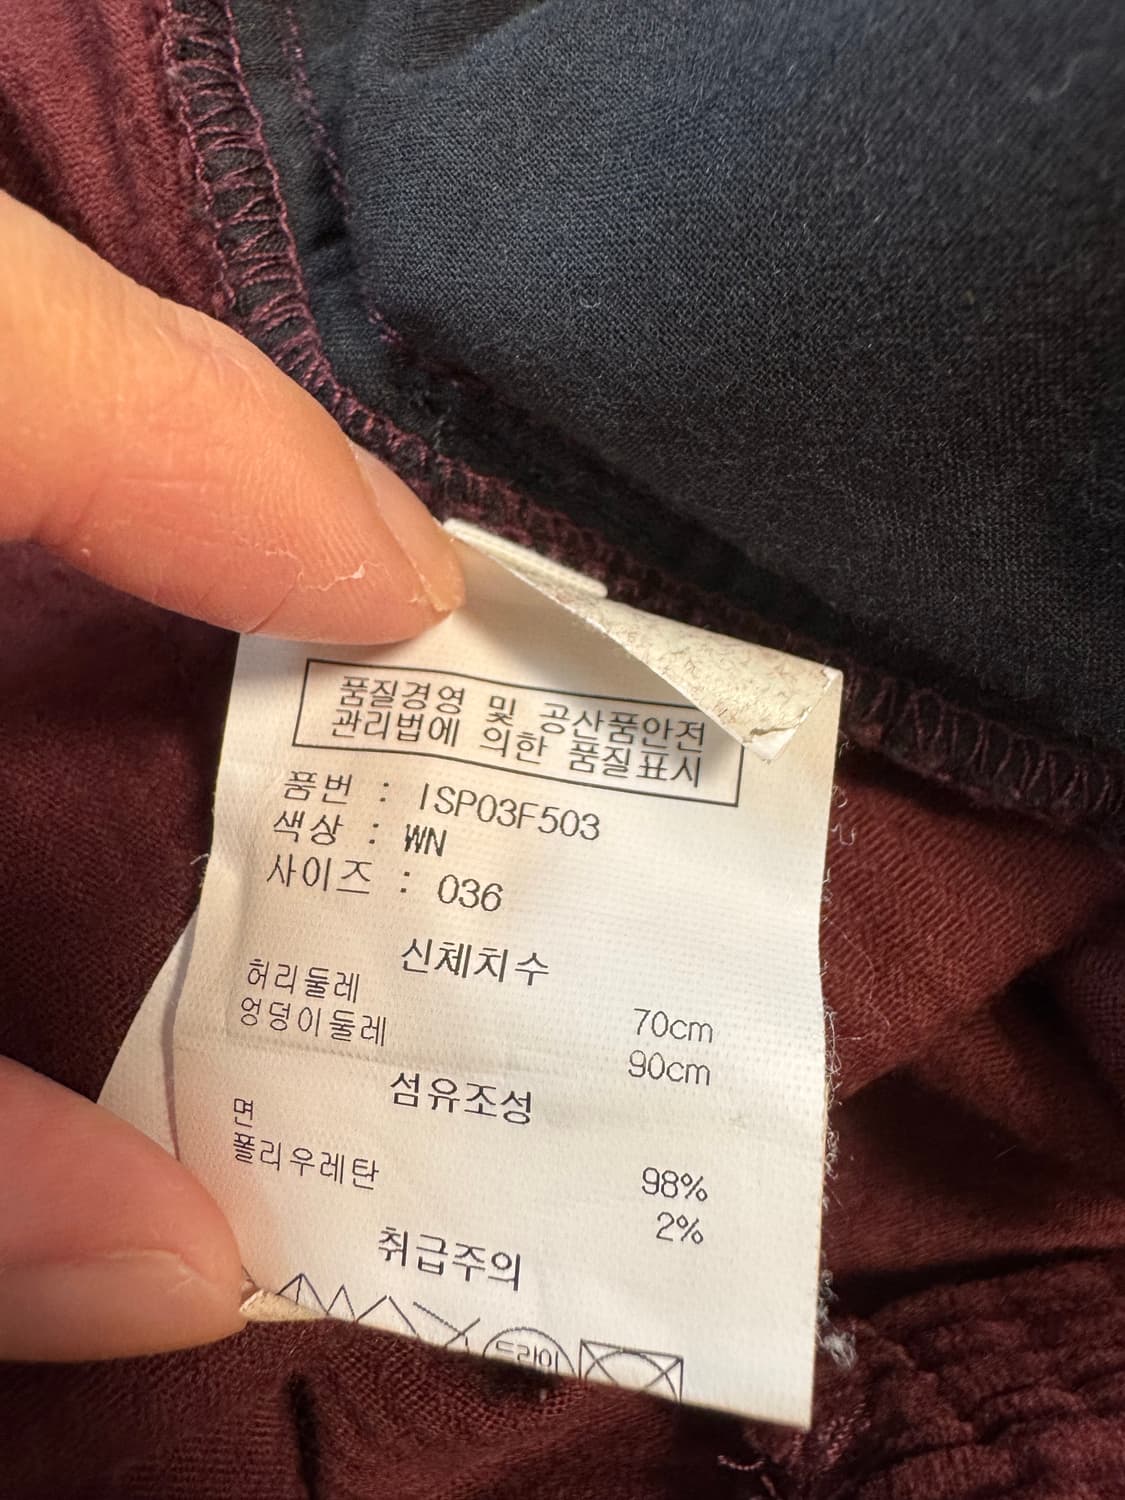 품질경영 및 공산품안전
관리법에 의한 품질표시
품번 : ISP03F503
색상 : WN
사이즈 : 036
신체치수
허리둘레 70cm
엉덩이둘레 90cm
섬유조성
면 98%
폴리우레탄 2%
취급주의
드라이